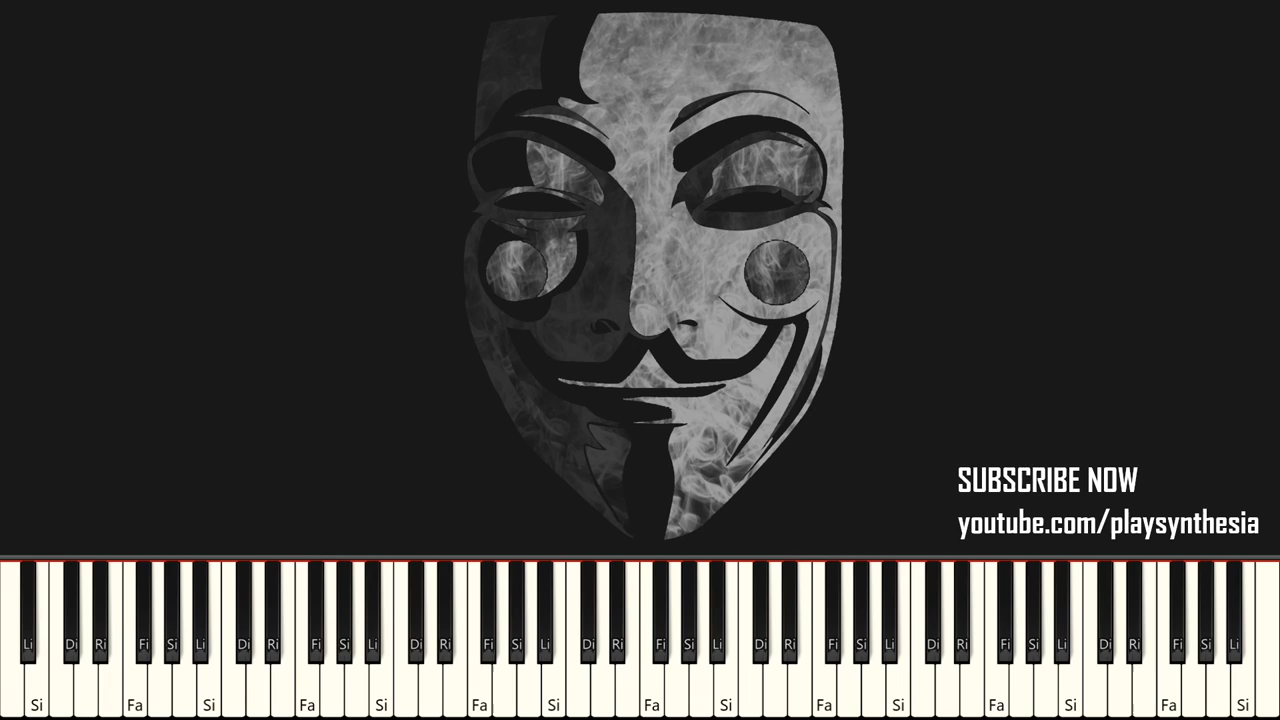 SUBSCRIBE NOW
youtube.com/playsynthesia
Li Di Ri Fi Si Li Di Ri Fi Si Li Di Ri Fi Si Li Di Ri Fi Si Li Di Ri Fi Si Li Di Ri Fi Si Li Di Ri Fi Si Li
Si Fa Si Fa Si Fa Si Fa Si Fa Si Fa Si Fa Si